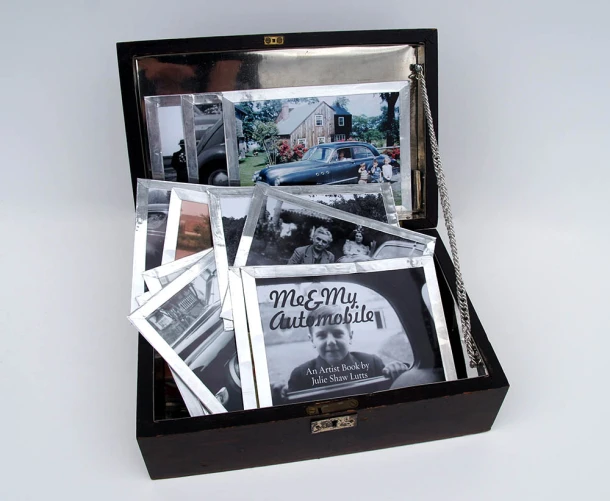 Me&My
Automobile
An Artist Book by
Julie Shaw Lutts